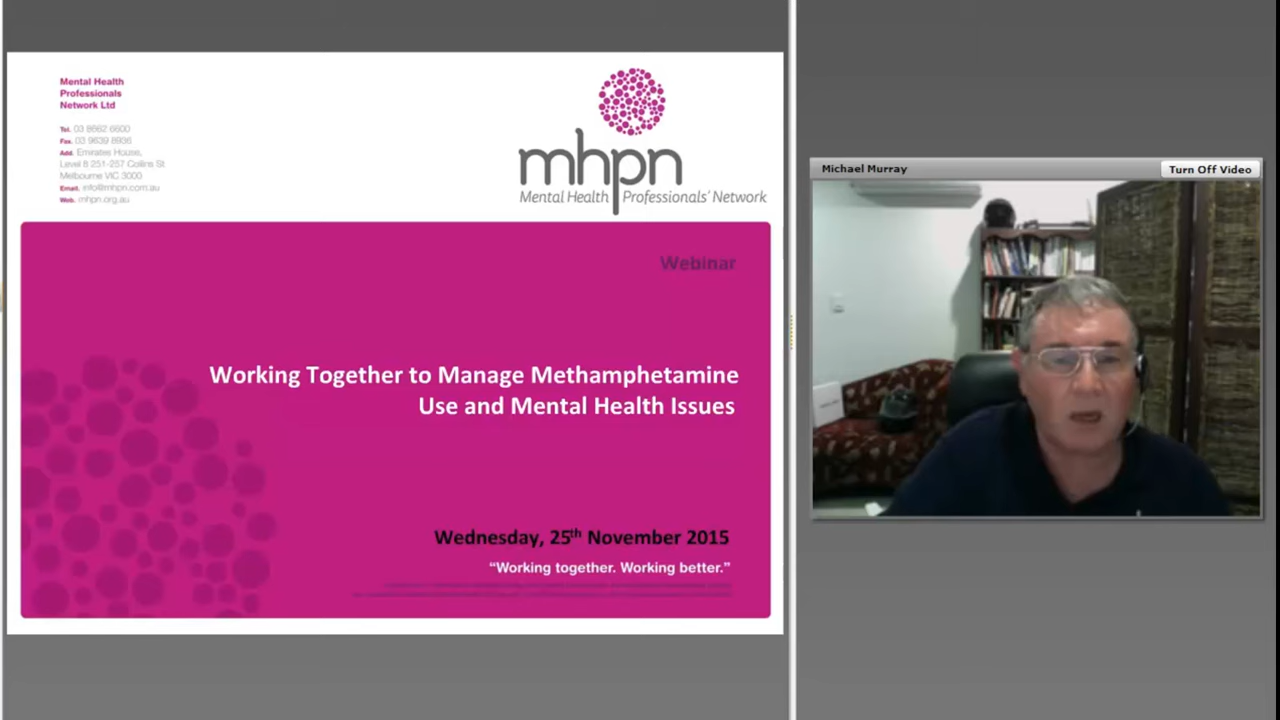 Mental Health
Professionals
Network Ltd
Tel. 03 8662 6600
Fax. 03 9639 8936
Add. Emirates House,
Level 8 251-257 Collins St
Melbourne VIC 3000
Email. info@mhpn.com.au
Web. mhpn.org.au
mhpn
Mental Health Professionals' Network
Webinar
Working Together to Manage Methamphetamine
Use and Mental Health Issues
Wednesday, 25th November 2015
“Working together. Working better.”
Michael Murray
Turn Off Video